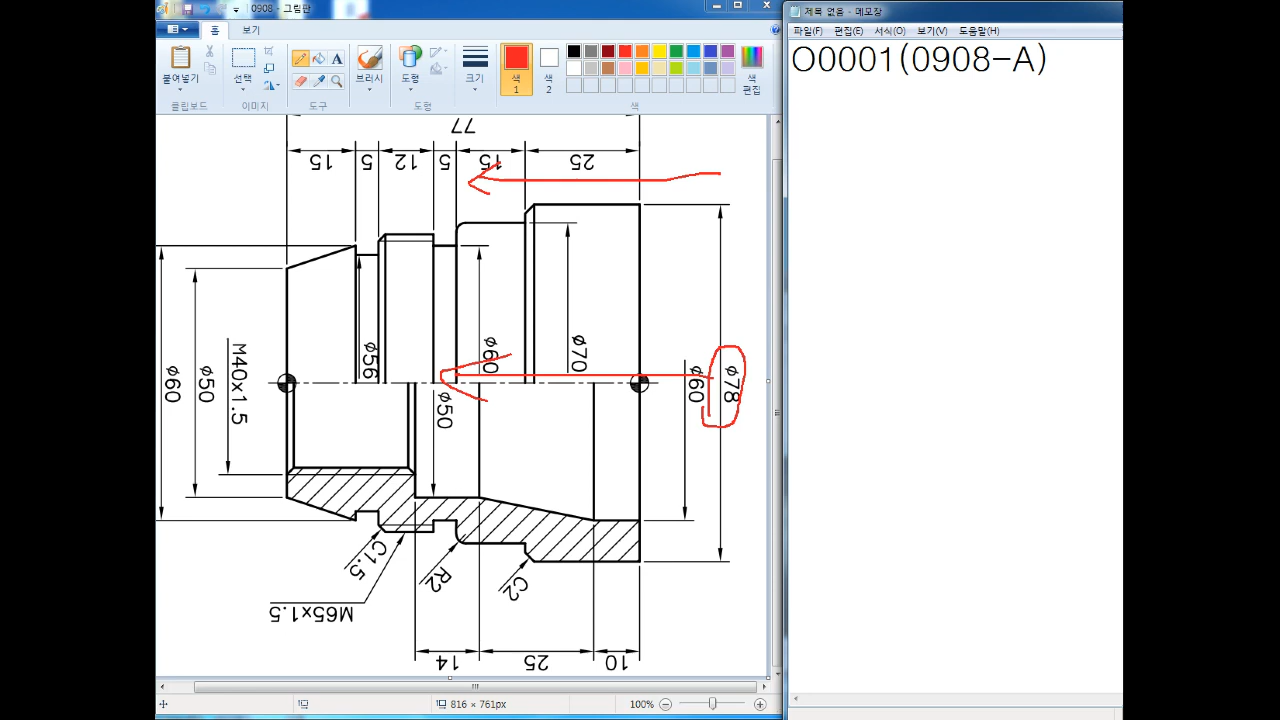 0908 - 그림판
제목 없음 - 메모장
홈
보기
파일(F) 편집(E) 서식(O) 보기(V) 도움말(H)
O0001(0908-A)
붙여넣기
선택
A
브러시
도형
크기
색
1
색
2
색
편집
클립보드
이미지
도구
도형
색
77
15
5
12
5
15
25
ø60
ø50
M40x1.5
ø56
ø60
ø50
ø70
ø60
ø78
C1.5
R2
C2
M65x1.5
14
25
10
816 × 761px
100%